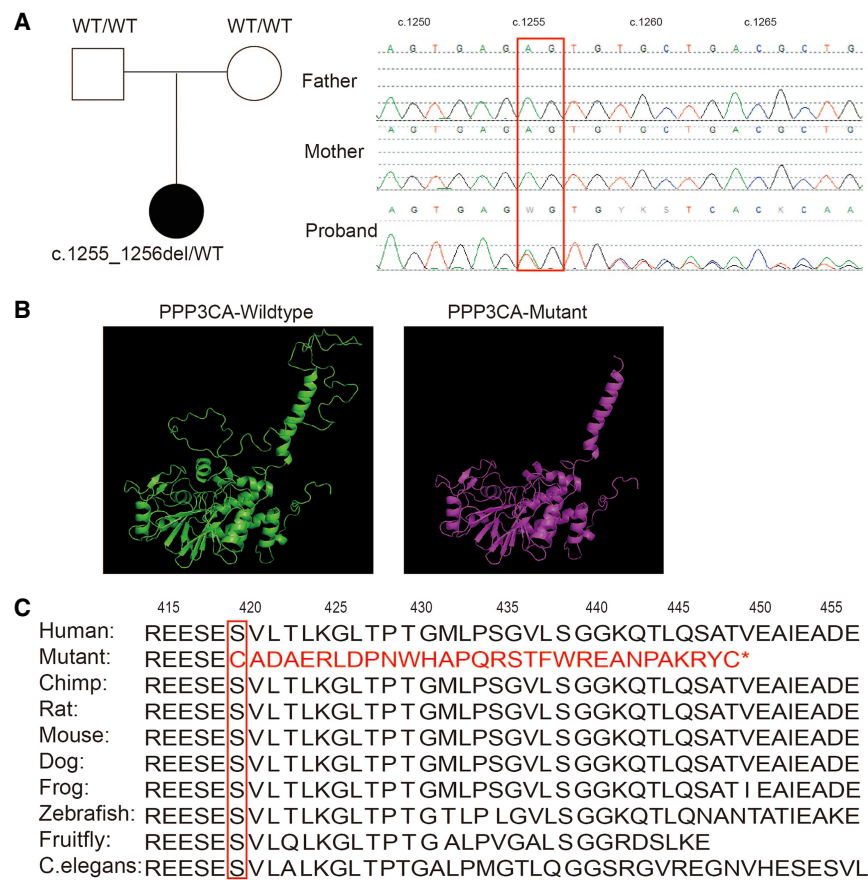 A
WT/WT WT/WT
c.1255_1256del/WT
c.1250 c.1255 c.1260 c.1265
A G T G A G A G T G T G C T G A C G C T G
Father
A G T G A G A G T G T G C T G A C G C T G
Mother
A G T G A G W G T G Y K S T C A C K C A A
Proband
B
PPP3CA-Wildtype PPP3CA-Mutant
C
415 420 425 430 435 440 445 450 455
Human: REESESVLTLKGLTPTGMLPSGVLSGGKQTLQSATVEAIEADE
Mutant: REESECADAERLDPNWHAPQRSTFWREANPAKRYC*
Chimp: REESESVLTLKGLTPTGMLPSGVLSGGKQTLQSATVEAIEADE
Rat: REESESVLTLKGLTPTGMLPSGVLSGGKQTLQSATVEAIEADE
Mouse: REESESVLTLKGLTPTGMLPSGVLSGGKQTLQSATVEAIEADE
Dog: REESESVLTLKGLTPTGMLPSGVLSGGKQTLQSATVEAIEADE
Frog: REESESVLTLKGLTPTGMLPSGVLSGGKQTLQSATIEAIEADE
Zebrafish: REESESVLTLKGLTPTGTLPLGVLSGGKQTLQNANTATIEAKE
Fruitfly: REESESVLQLKGLTPTGALPVGALSGGRDSLKE
C.elegans: REESESVLALKGLTPTGALPMGTLQGGSRGVREGNVHESESVL